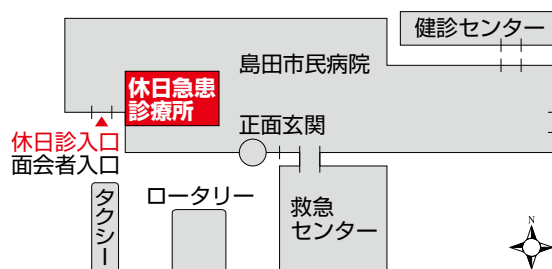 健診センター
島田市民病院
休日急患
診療所
正面玄関
休日診入口
面会者入口
タクシー
ロータリー
救急
センター
N